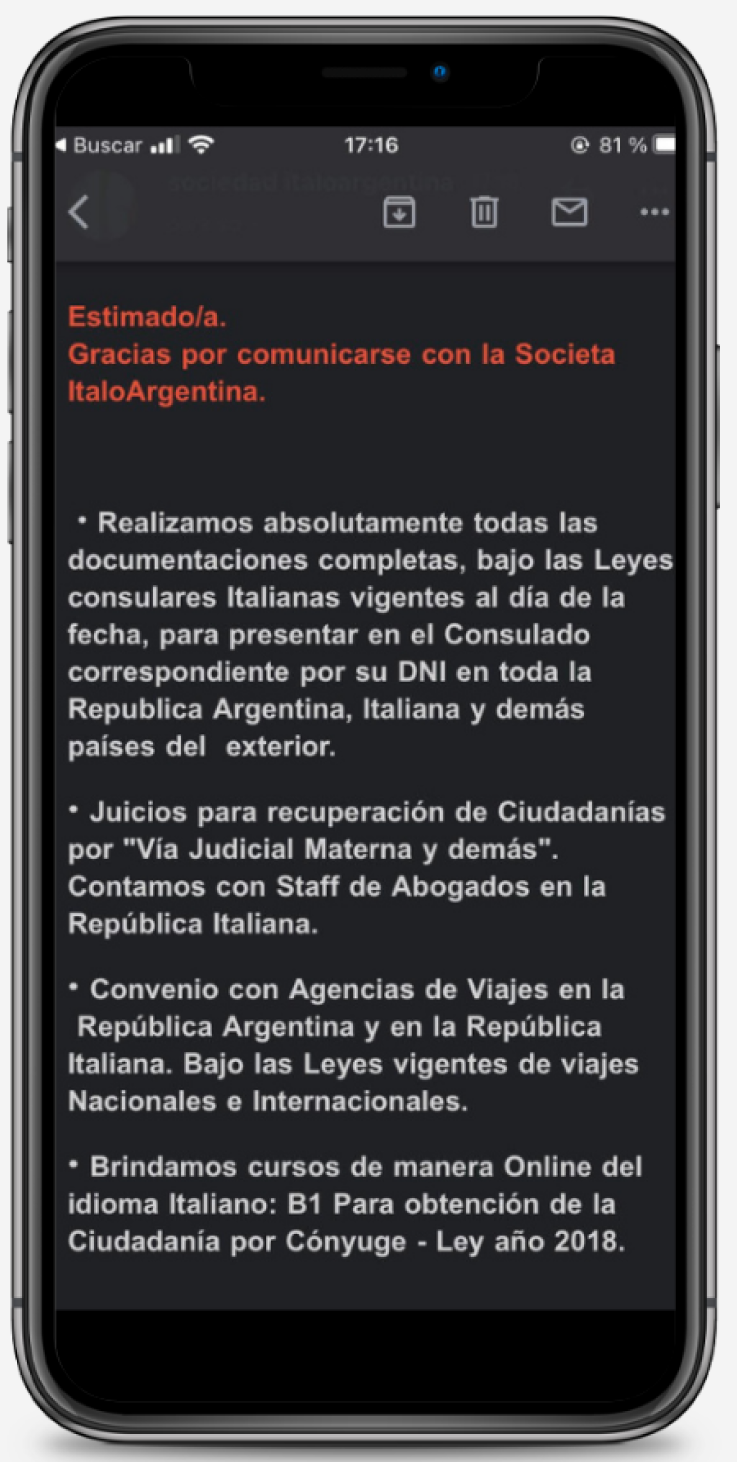 Buscar 17:16 81 %
sociedad italoargentina
Estimado/a.
Gracias por comunicarse con la Societa
ItaloArgentina.
• Realizamos absolutamente todas las
documentaciones completas, bajo las Leyes
consulares Italianas vigentes al día de la
fecha, para presentar en el Consulado
correspondiente por su DNI en toda la
Republica Argentina, Italiana y demás
países del exterior.
• Juicios para recuperación de Ciudadanías
por "Vía Judicial Materna y demás".
Contamos con Staff de Abogados en la
República Italiana.
• Convenio con Agencias de Viajes en la
República Argentina y en la República
Italiana. Bajo las Leyes vigentes de viajes
Nacionales e Internacionales.
• Brindamos cursos de manera Online del
idioma Italiano: B1 Para obtención de la
Ciudadanía por Cónyuge - Ley año 2018.